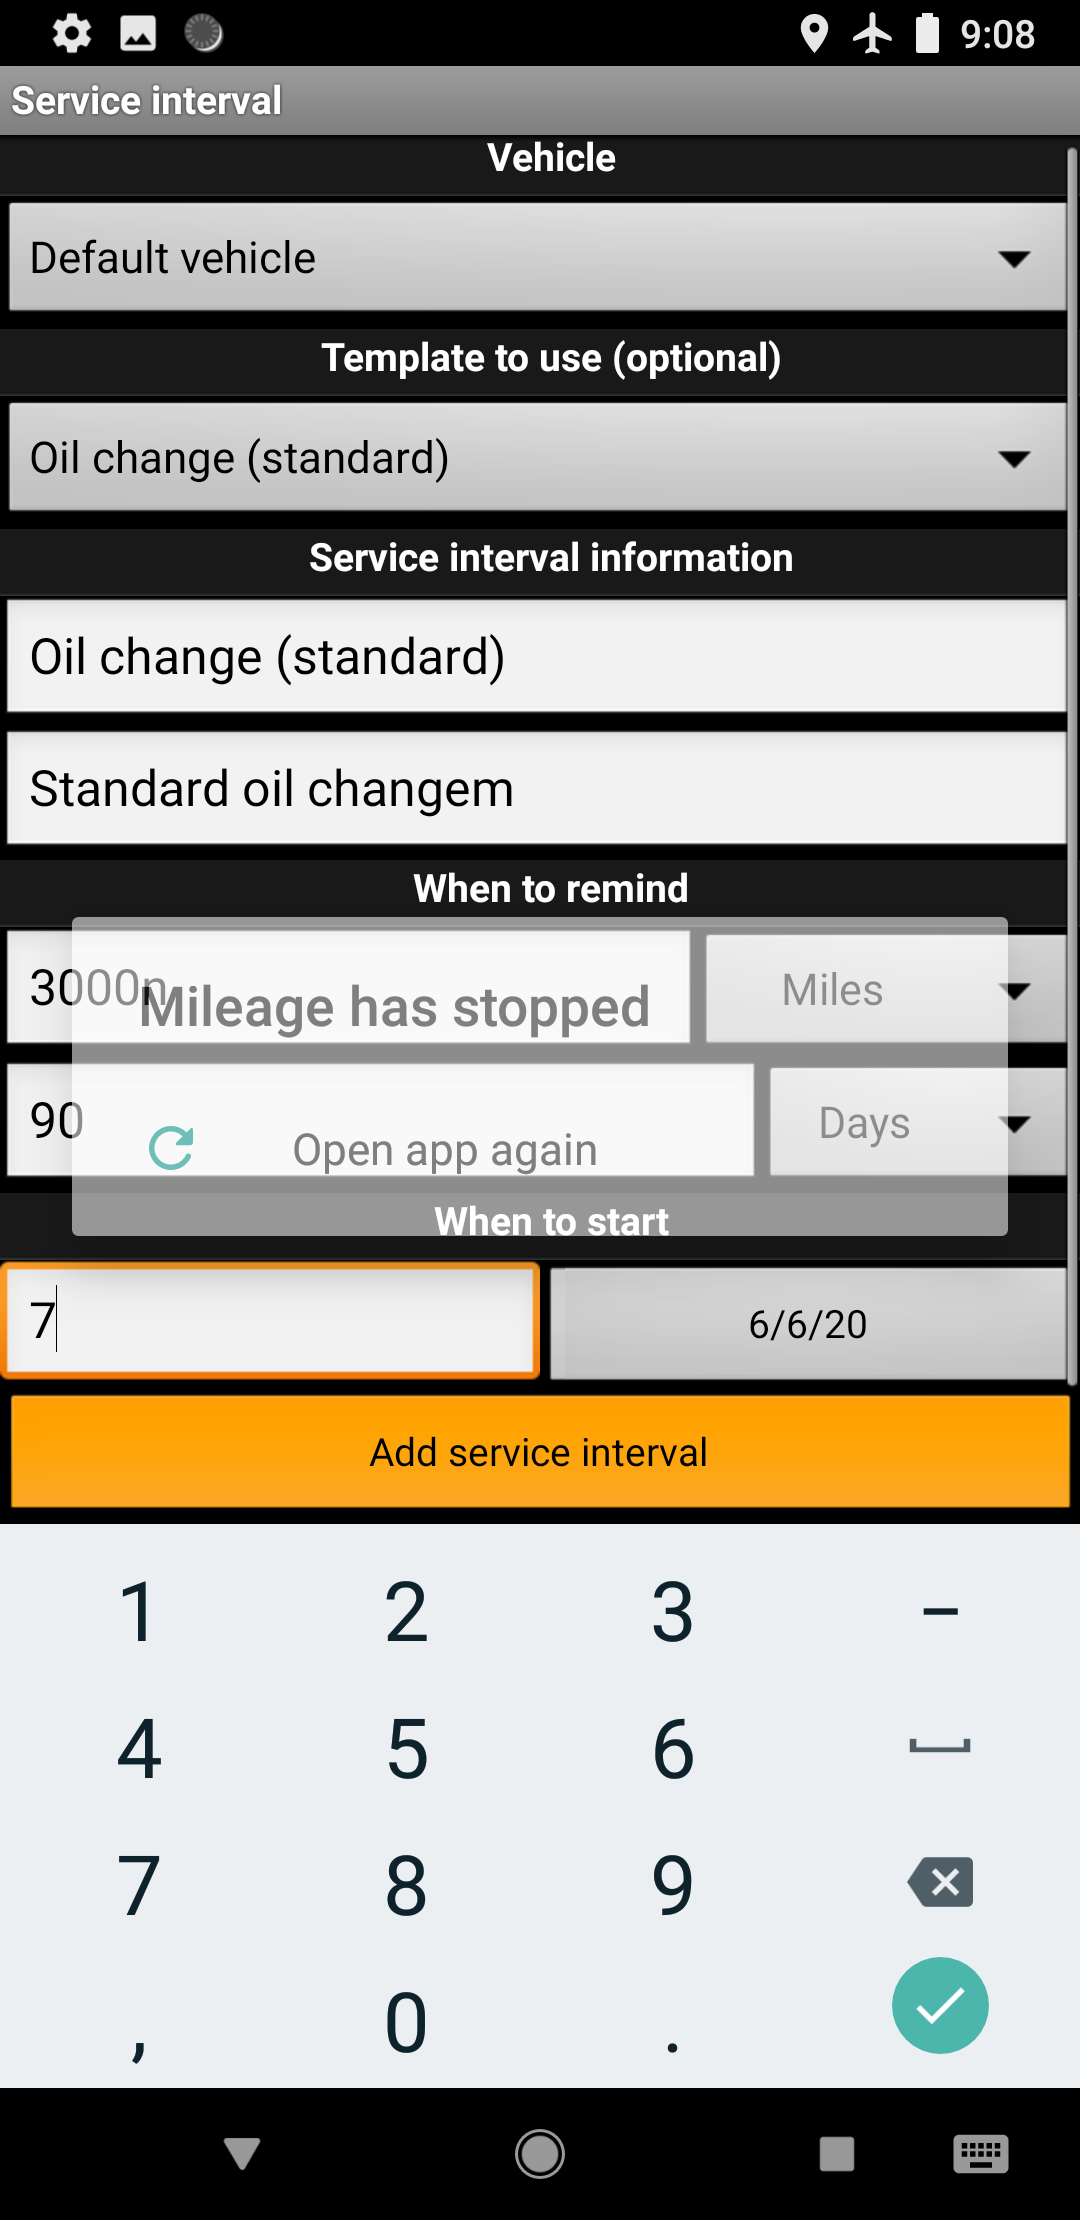 9:08
Service interval
Vehicle
Default vehicle
Template to use (optional)
Oil change (standard)
Service interval information
Oil change (standard)
Standard oil changem
When to remind
3000n
Miles
Mileage has stopped
90
Days
Open app again
When to start
7
6/6/20
Add service interval
1 2 3 –
4 5 6
7 8 9
, 0 .